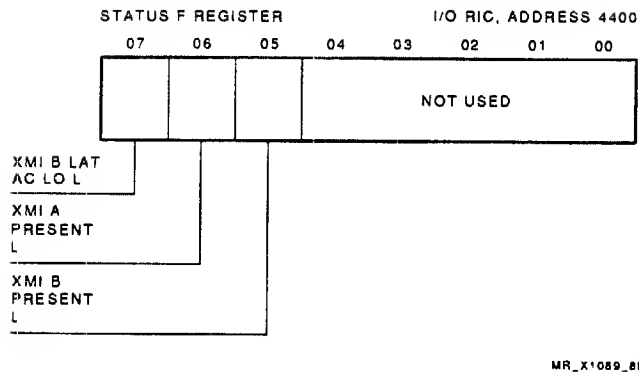 STATUS F REGISTER I/O RIC, ADDRESS 4400
07 06 05 04 03 02 01 00
NOT USED
XMI B LAT
AC LO L
XMI A
PRESENT
L
XMI B
PRESENT
L